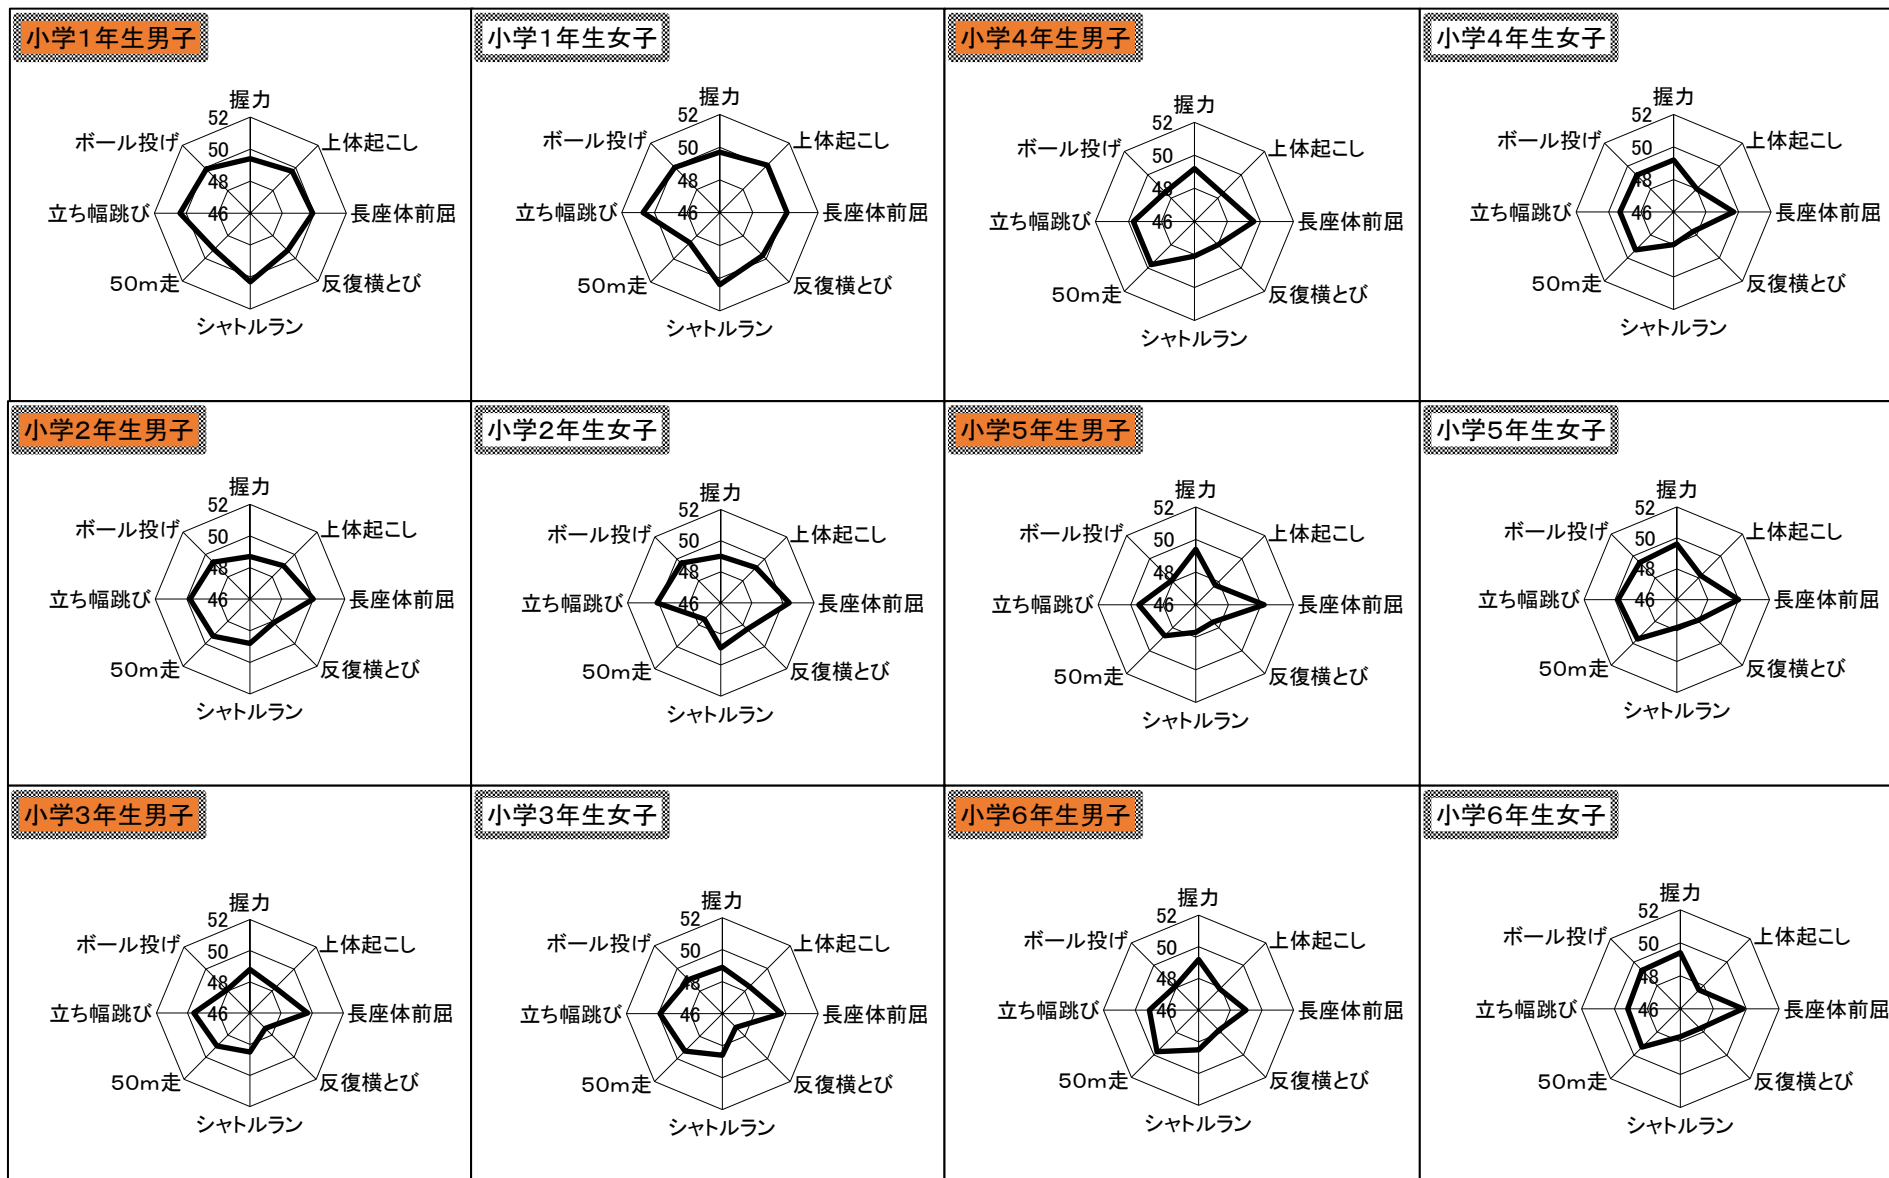 小学1年生男子
握力
52
ボール投げ
上体起こし
50
48
立ち幅跳び
46
長座体前屈
50m走
反復横とび
シャトルラン
小学1年生女子
握力
52
ボール投げ
上体起こし
50
48
立ち幅跳び
46
長座体前屈
50m走
反復横とび
シャトルラン
小学4年生男子
握力
52
ボール投げ
上体起こし
50
48
立ち幅跳び
46
長座体前屈
50m走
反復横とび
シャトルラン
小学4年生女子
握力
52
ボール投げ
上体起こし
50
48
立ち幅跳び
46
長座体前屈
50m走
反復横とび
シャトルラン
小学2年生男子
握力
52
ボール投げ
上体起こし
50
48
立ち幅跳び
46
長座体前屈
50m走
反復横とび
シャトルラン
小学2年生女子
握力
52
ボール投げ
上体起こし
50
48
立ち幅跳び
46
長座体前屈
50m走
反復横とび
シャトルラン
小学5年生男子
握力
52
ボール投げ
上体起こし
50
48
立ち幅跳び
46
長座体前屈
50m走
反復横とび
シャトルラン
小学5年生女子
握力
52
ボール投げ
上体起こし
50
48
立ち幅跳び
46
長座体前屈
50m走
反復横とび
シャトルラン
小学3年生男子
握力
52
ボール投げ
上体起こし
50
48
立ち幅跳び
46
長座体前屈
50m走
反復横とび
シャトルラン
小学3年生女子
握力
52
ボール投げ
上体起こし
50
48
立ち幅跳び
46
長座体前屈
50m走
反復横とび
シャトルラン
小学6年生男子
握力
52
ボール投げ
上体起こし
50
48
立ち幅跳び
46
長座体前屈
50m走
反復横とび
シャトルラン
小学6年生女子
握力
52
ボール投げ
上体起こし
50
48
立ち幅跳び
46
長座体前屈
50m走
反復横とび
シャトルラン